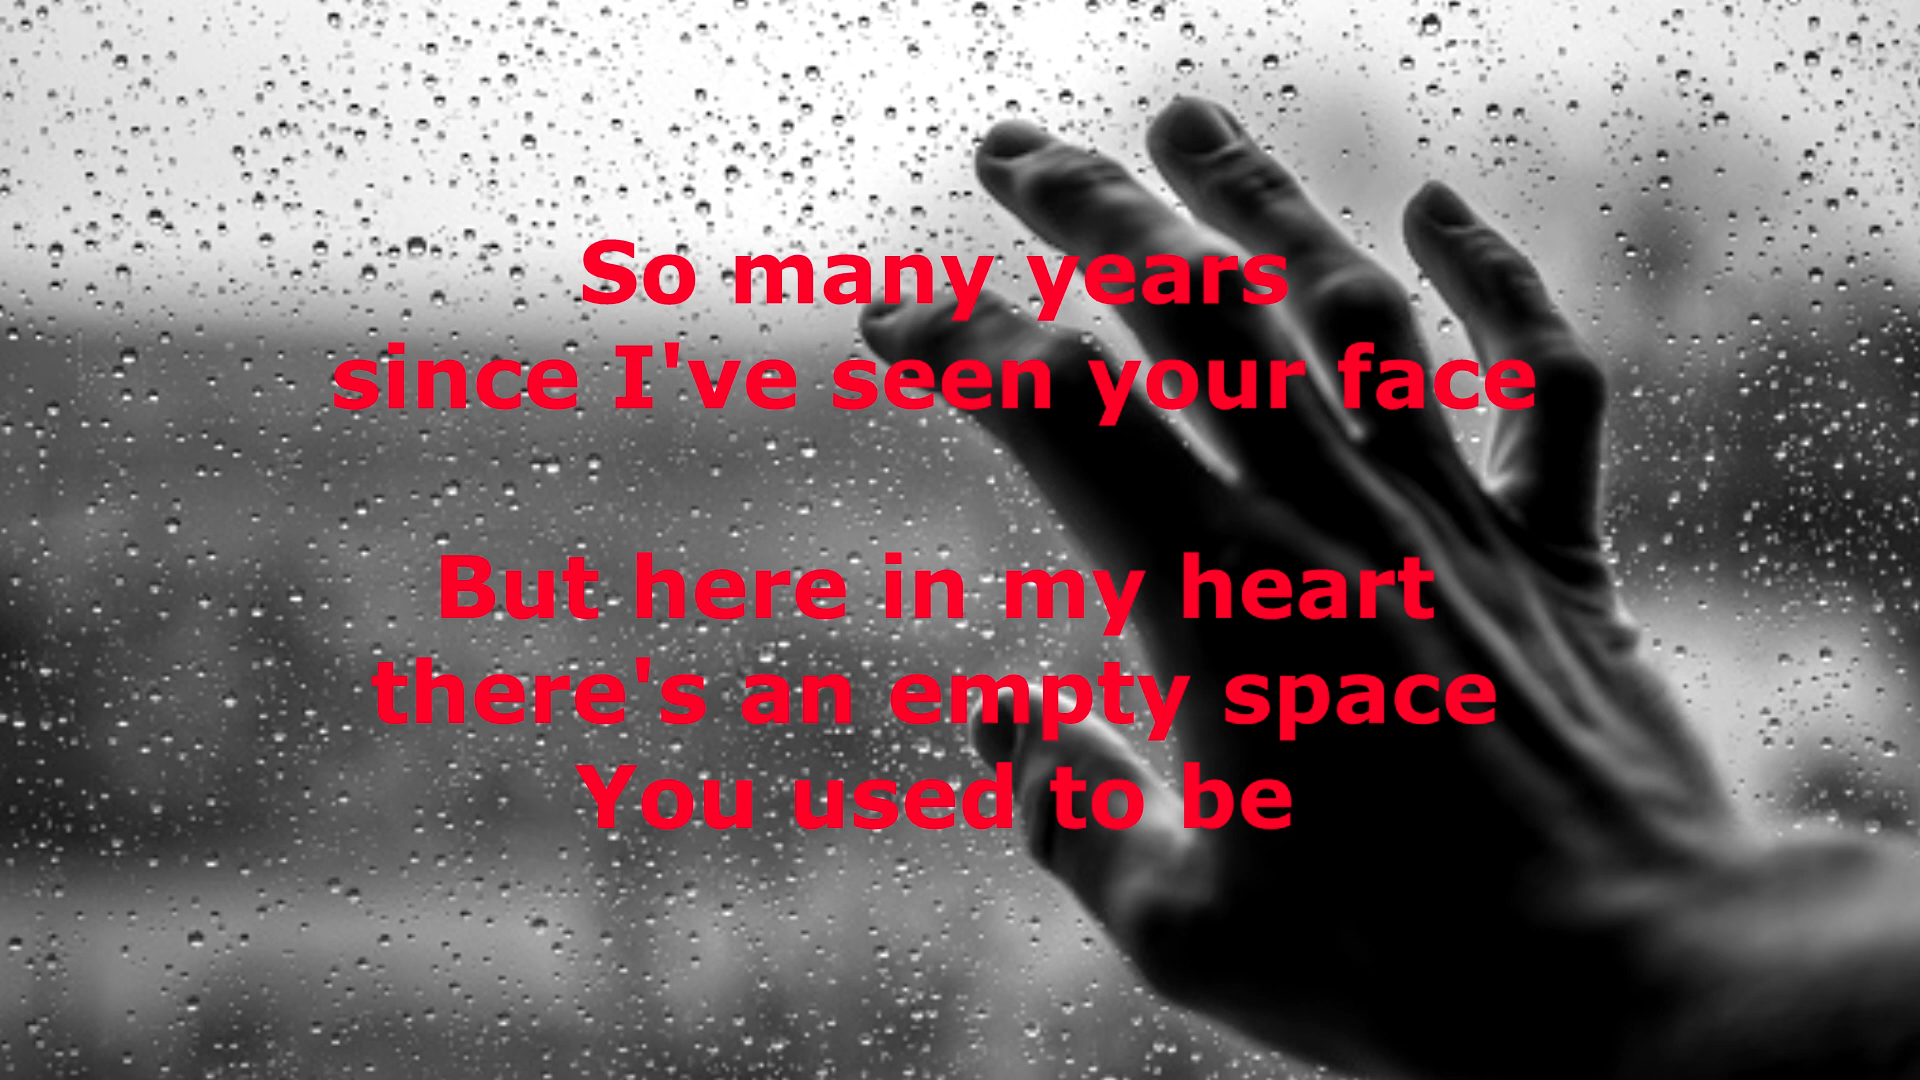 So many years
since I've seen your face
But here in my heart
there's an empty space
You used to be